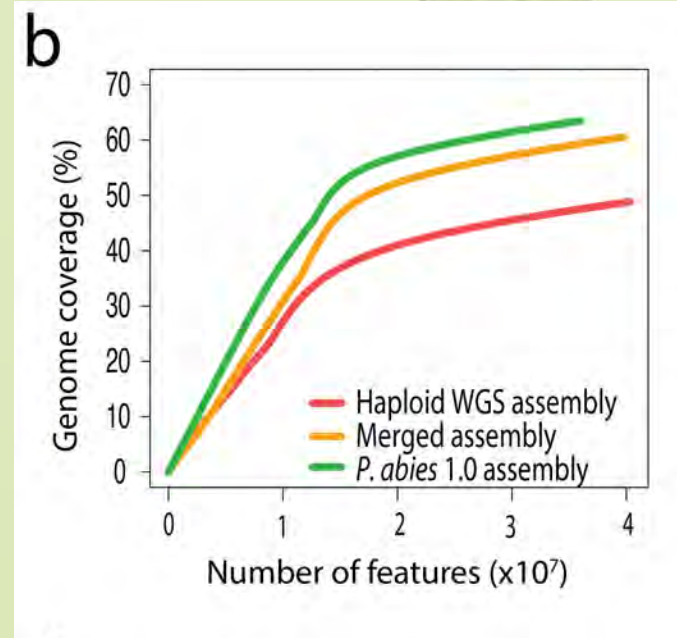 b
Genome coverage (%)
70
60
50
40
30
20
10
0
Haploid WGS assembly
Merged assembly
P. abies 1.0 assembly
0 1 2 3 4
Number of features (x10⁷)